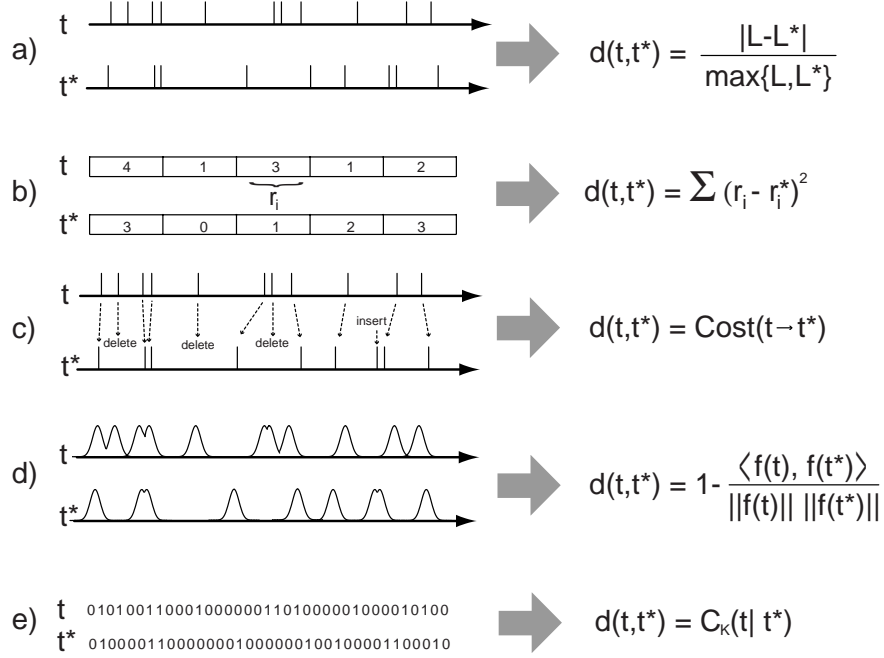 a) t
t*
d(t,t*) = |L-L*| / max{L,L*}
b) t 4 1 3 1 2
r_i
t* 3 0 1 2 3
d(t,t*) = Σ (r_i - r_i*)²
c) t
delete delete delete insert
t*
d(t,t*) = Cost(t→t*)
d) t
t*
d(t,t*) = 1- ⟨f(t), f(t*)⟩ / ||f(t)|| ||f(t*)||
e) t 0101001100010000001101000001000010100
t* 010000110000000100000100100001100010
d(t,t*) = C_K(t| t*)